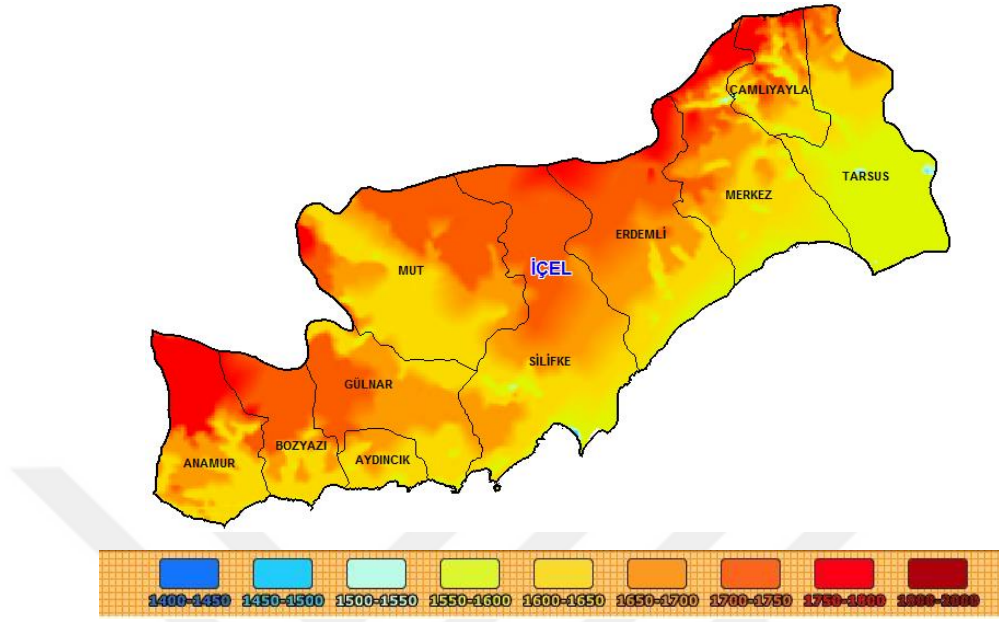 ÇAMLIYAYLA
TARSUS
MERKEZ
ERDEMLİ
MUT
İÇEL
SİLİFKE
GÜLNAR
BOZYAZI
AYDINCIK
ANAMUR
1400-1450 1450-1500 1500-1550 1550-1600 1600-1650 1650-1700 1700-1750 1750-1800 1800-2000